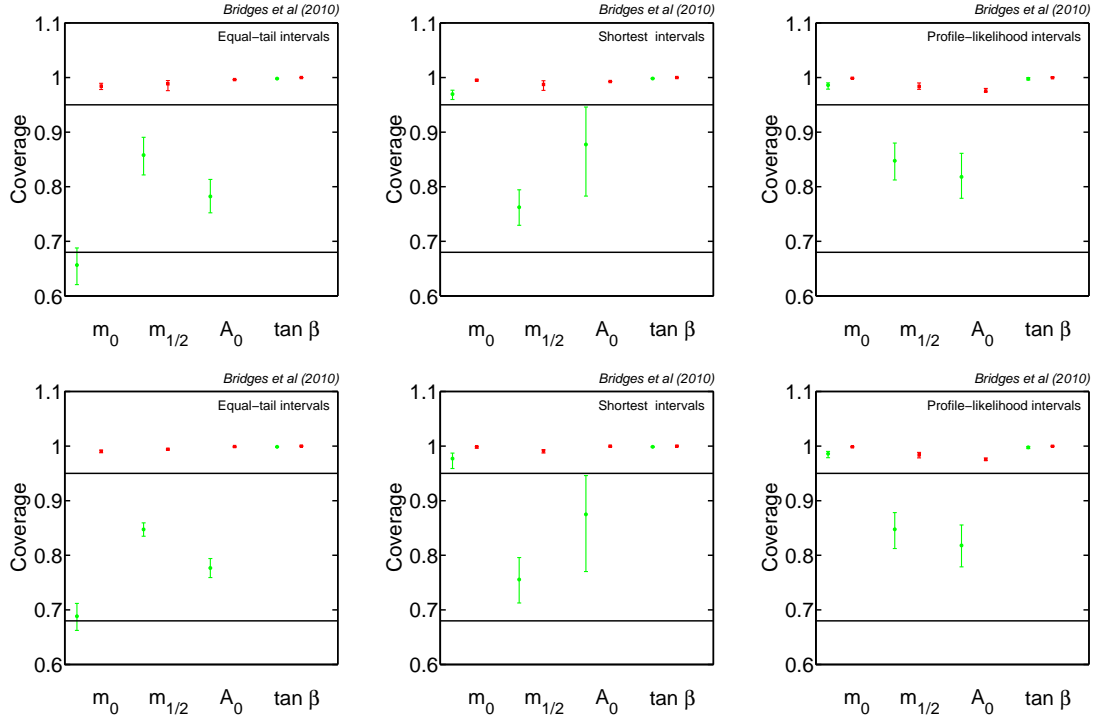 Bridges et al (2010)
Equal−tail intervals
1.1
1
0.9
0.8
0.7
0.6
Coverage
m0 m1/2 A0 tan β
Bridges et al (2010)
Shortest intervals
1.1
1
0.9
0.8
0.7
0.6
Coverage
m0 m1/2 A0 tan β
Bridges et al (2010)
Profile−likelihood intervals
1.1
1
0.9
0.8
0.7
0.6
Coverage
m0 m1/2 A0 tan β
Bridges et al (2010)
Equal−tail intervals
1.1
1
0.9
0.8
0.7
0.6
Coverage
m0 m1/2 A0 tan β
Bridges et al (2010)
Shortest intervals
1.1
1
0.9
0.8
0.7
0.6
Coverage
m0 m1/2 A0 tan β
Bridges et al (2010)
Profile−likelihood intervals
1.1
1
0.9
0.8
0.7
0.6
Coverage
m0 m1/2 A0 tan β